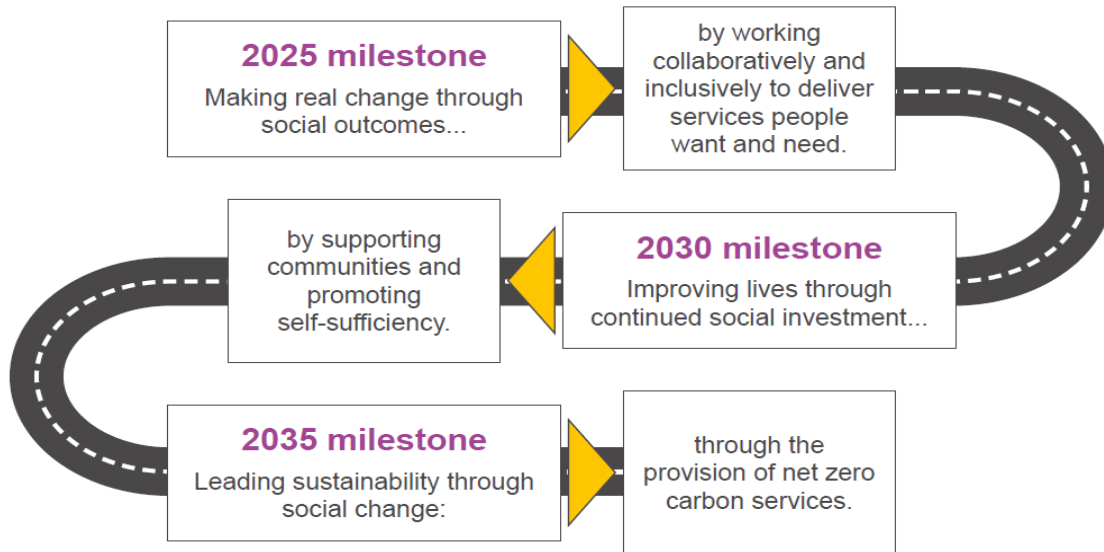 2025 milestone
Making real change through
social outcomes...
by working
collaboratively and
inclusively to deliver
services people
want and need.
2030 milestone
Improving lives through
continued social investment...
by supporting
communities and
promoting
self-sufficiency.
2035 milestone
Leading sustainability through
social change:
through the
provision of net zero
carbon services.